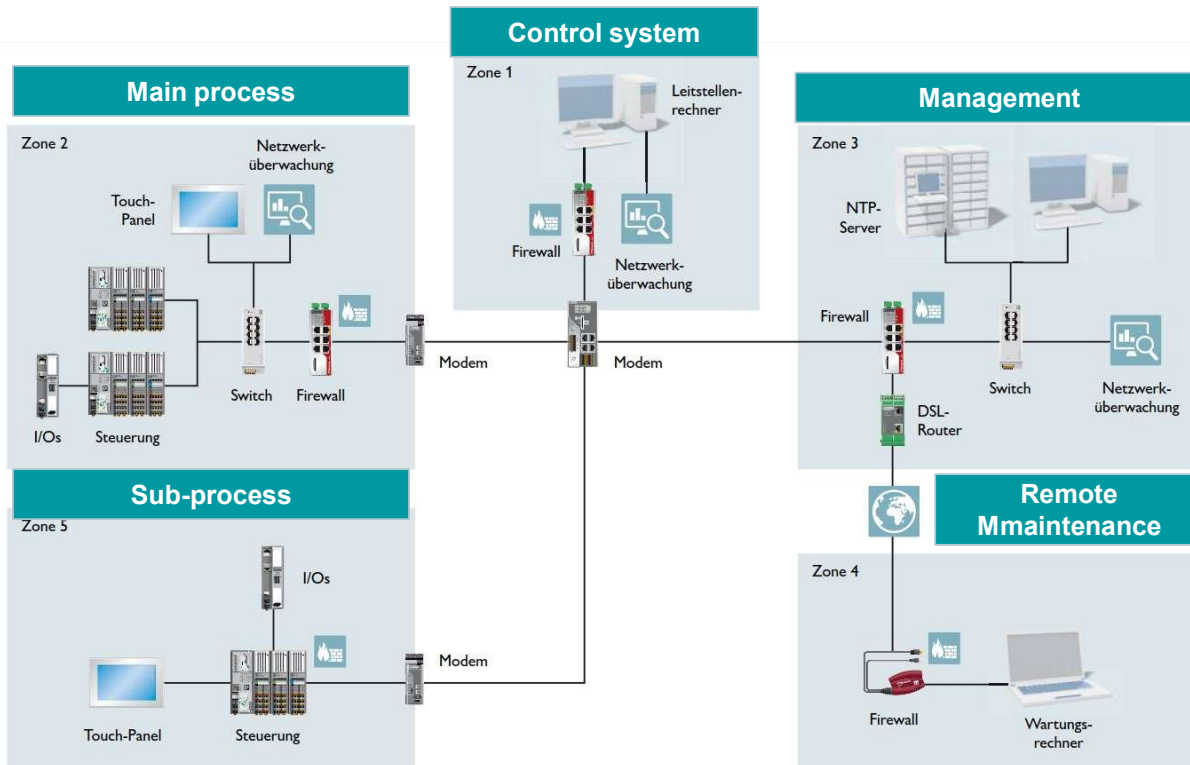 Control system
Zone 1
Leitstellen-
rechner
Firewall
Netzwerk-
überwachung
Main process
Zone 2
Netzwerk-
überwachung
Touch-
Panel
Switch
Firewall
I/Os
Steuerung
Modem
Modem
Management
Zone 3
NTP-
Server
Firewall
Switch
Netzwerk-
überwachung
DSL-
Router
Sub-process
Zone 5
I/Os
Modem
Touch-Panel
Steuerung
Remote
Mmaintenance
Zone 4
Firewall
Wartungs-
rechner